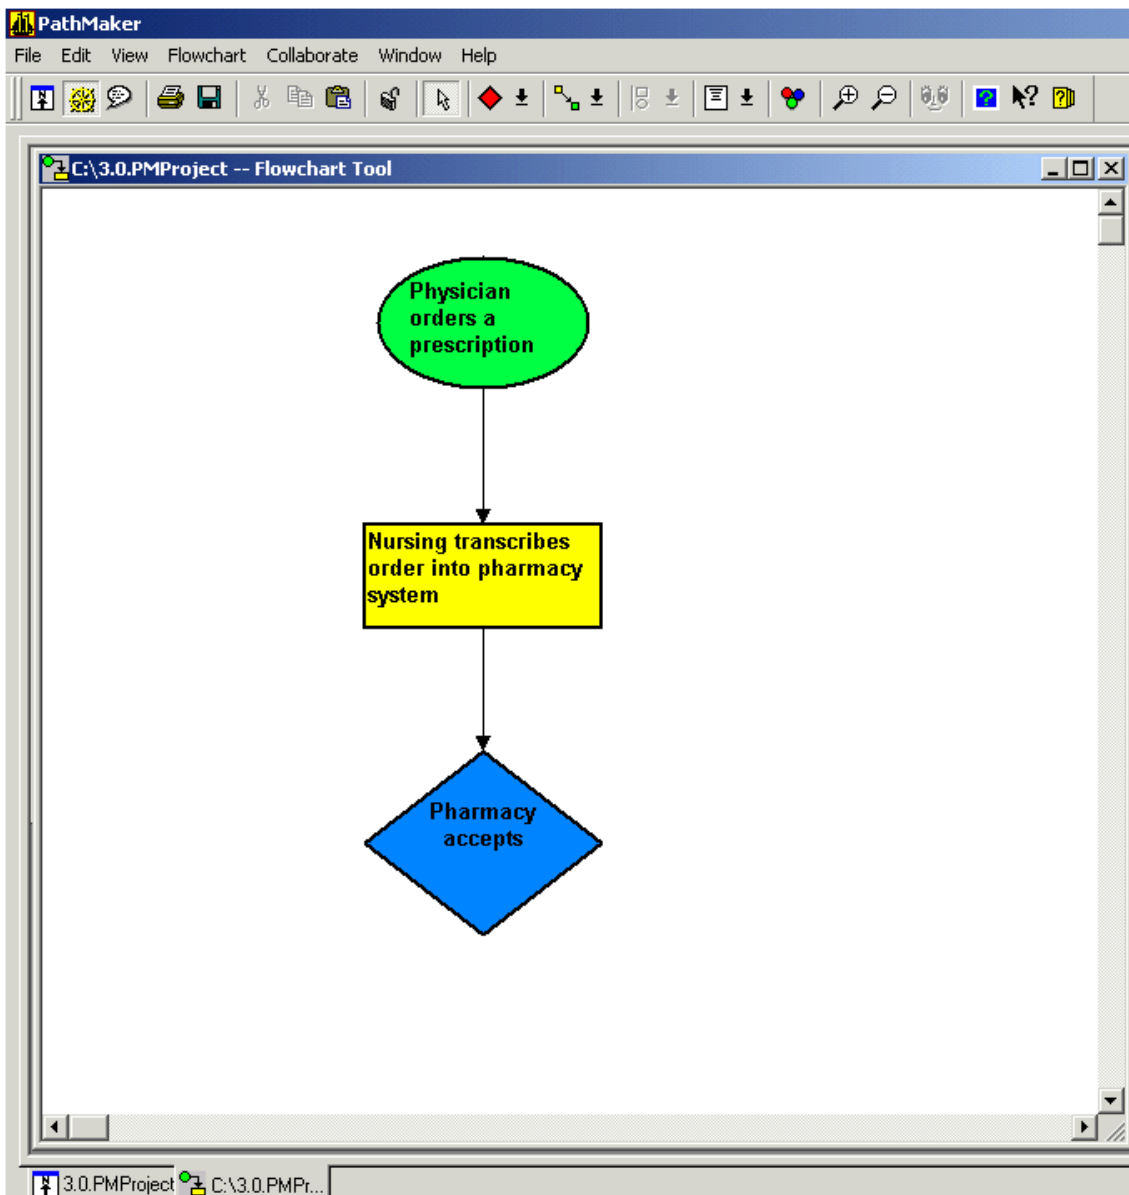 PathMaker
File Edit View Flowchart Collaborate Window Help
C:\3.0.PMProject -- Flowchart Tool
Physician
orders a
prescription
Nursing transcribes
order into pharmacy
system
Pharmacy
accepts
3.0.PMProject C:\3.0.PMPr...